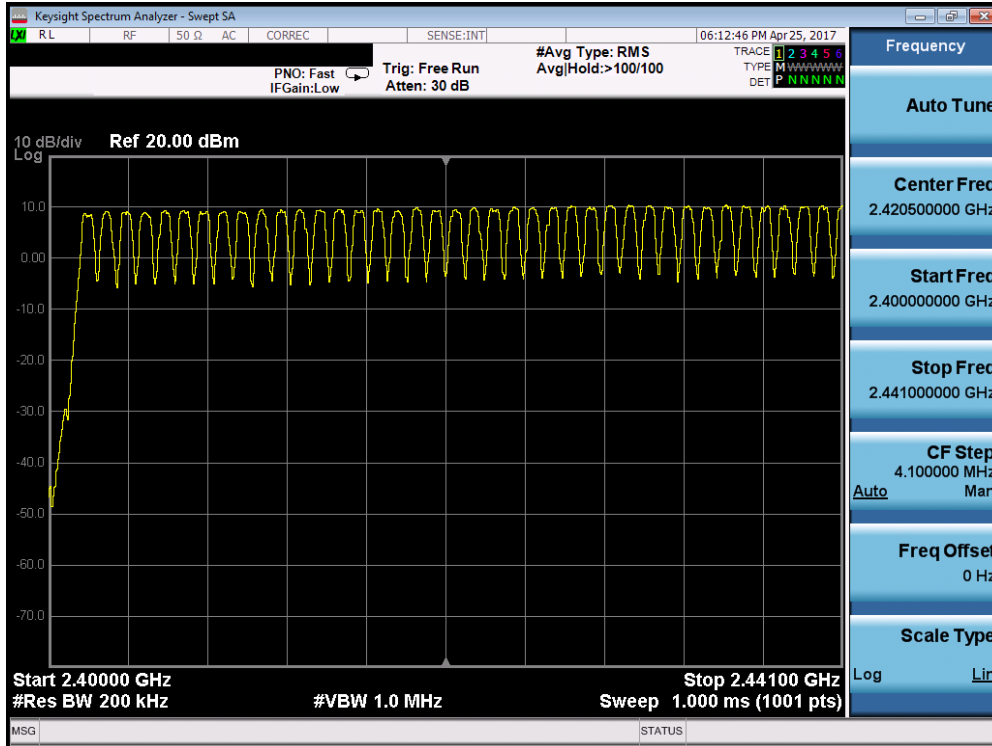 Keysight Spectrum Analyzer - Swept SA
LXI RL RF 50 Ω AC CORREC SENSE:INT 06:12:46 PM Apr 25, 2017
PNO: Fast
IFGain:Low
Trig: Free Run
Atten: 30 dB
#Avg Type: RMS
Avg|Hold:>100/100
TRACE 1 2 3 4 5 6
TYPE M WWWWW
DET P N N N N N
10 dB/div Ref 20.00 dBm
Log
10.0
0.00
-10.0
-20.0
-30.0
-40.0
-50.0
-60.0
-70.0
Start 2.40000 GHz Stop 2.44100 GHz
#Res BW 200 kHz #VBW 1.0 MHz Sweep 1.000 ms (1001 pts)
MSG STATUS
Frequency
Auto Tune
Center Freq
2.420500000 GHz
Start Freq
2.400000000 GHz
Stop Freq
2.441000000 GHz
CF Step
4.100000 MHz
Auto Man
Freq Offset
0 Hz
Scale Type
Log Lin